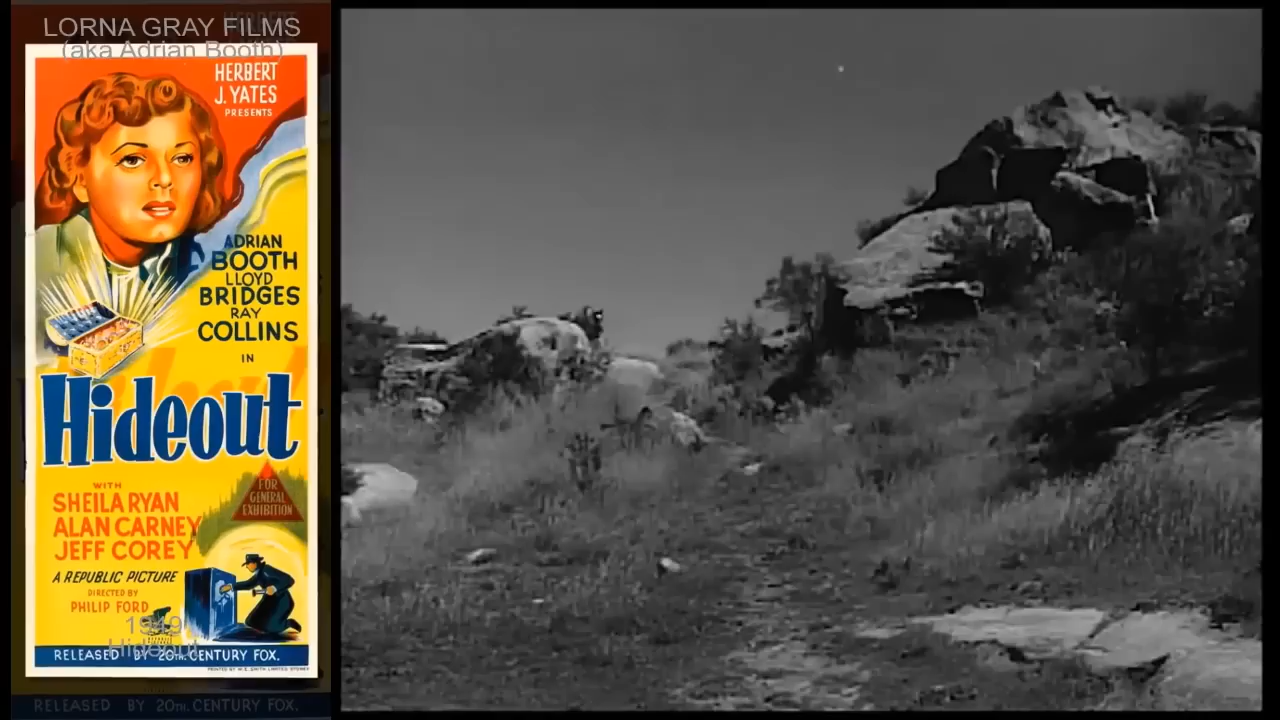 LORNA GRAY FILMS
(aka Adrian Booth)
HERBERT
J. YATES
PRESENTS
ADRIAN
BOOTH
LLOYD
BRIDGES
RAY
COLLINS
IN
Hideout
WITH
SHEILA RYAN
ALAN CARNEY
JEFF COREY
FOR
GENERAL
EXHIBITION
A REPUBLIC PICTURE
DIRECTED BY
PHILIP FORD
1949
Hideout
RELEASED BY 20TH. CENTURY FOX.
RELEASED BY 20TH. CENTURY FOX.